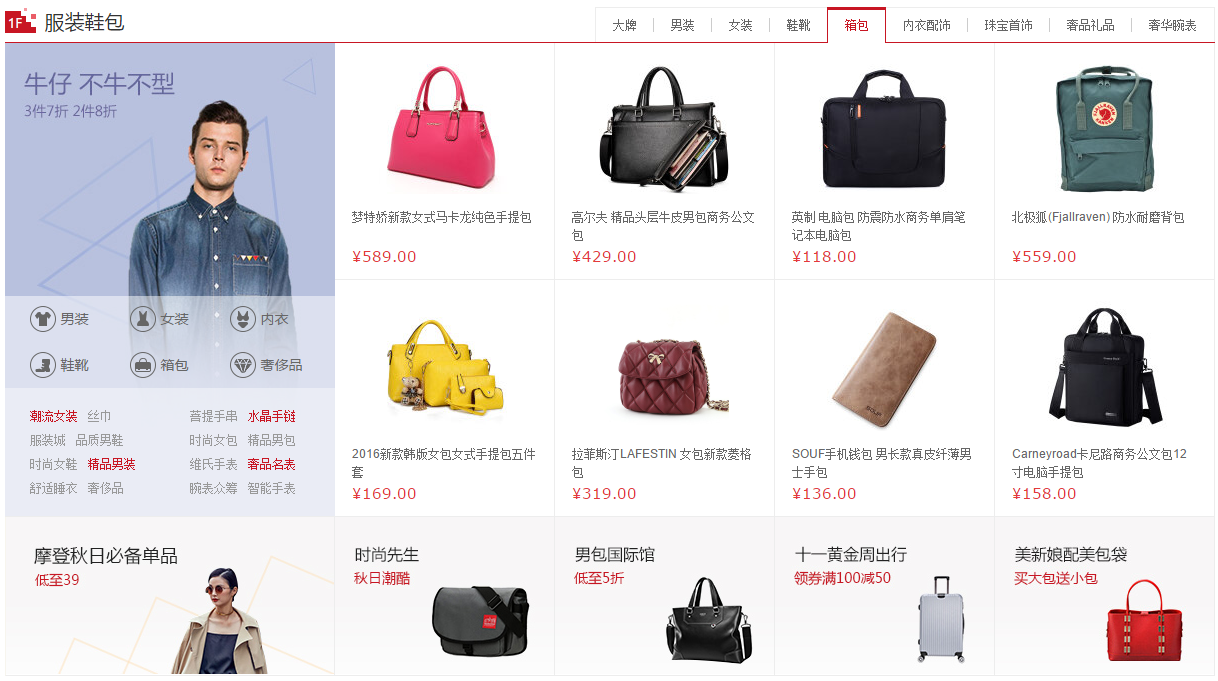 1F 服装鞋包
大牌 男装 女装 鞋靴 箱包 内衣配饰 珠宝首饰 奢品礼品 奢华腕表
牛仔 不牛不型
3件7折 2件8折
男装 女装 内衣
鞋靴 箱包 奢侈品
潮流女装 丝巾 菩提手串 水晶手链
服装城 品质男鞋 时尚女包 精品男包
时尚女鞋 精品男装 维氏手表 奢品名表
舒适睡衣 奢侈品 腕表众筹 智能手表
梦特娇新款女式马卡龙纯色手提包
¥589.00
高尔夫 精品头层牛皮男包商务公文
包
¥429.00
英制 电脑包 防震防水商务单肩笔
记本电脑包
¥118.00
FJALLRAVEN
KANKEN
北极狐(Fjallraven) 防水耐磨背包
¥559.00
2016新款韩版女包女式手提包五件
套
¥169.00
拉菲斯汀LAFESTIN 女包新款菱格
包
¥319.00
SOUF
SOUF手机钱包 男长款真皮纤薄男
士手包
¥136.00
Carneyroad卡尼路商务公文包12
寸电脑手提包
¥158.00
摩登秋日必备单品
低至39
时尚先生
秋日潮酷
男包国际馆
低至5折
十一黄金周出行
领券满100减50
美新娘配美包袋
买大包送小包